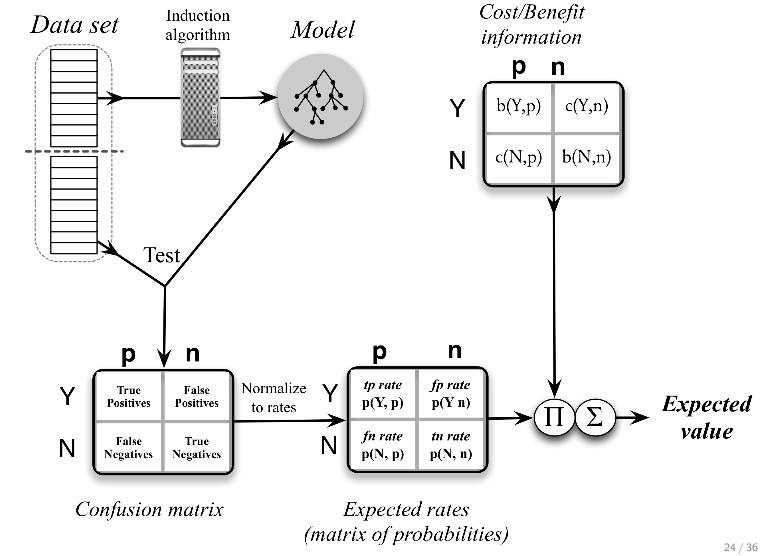 Data set
Induction
algorithm
Model
Cost/Benefit
information
p n
Y b(Y,p) c(Y,n)
N c(N,p) b(N,n)
Test
p n
Y True Positives False Positives
N False Negatives True Negatives
Confusion matrix
Normalize
to rates
p n
Y tp rate p(Y, p) fp rate p(Y n)
N fn rate p(N, p) tn rate p(N, n)
Expected rates
(matrix of probabilities)
Π Σ
Expected
value
24 / 36